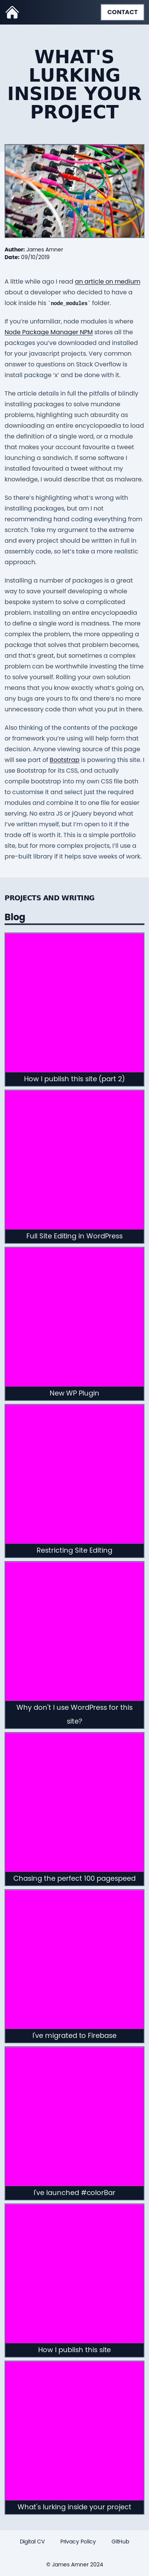 CONTACT
WHAT'S
LURKING
INSIDE YOUR
PROJECT
Author: James Amner
Date: 09/10/2019
A little while ago I read an article on medium
about a developer who decided to have a
look inside his `node_modules` folder.
If you're unfamiliar, node modules is where
Node Package Manager NPM stores all the
packages you've downloaded and installed
for your javascript projects. Very common
answer to questions on Stack Overflow is
install package 'x' and be done with it.
The article details in full the pitfalls of blindly
installing packages to solve mundane
problems, highlighting such absurdity as
downloading an entire encyclopaedia to load
the definition of a single word, or a module
that makes your account favourite a tweet
when launching a sandwich. If some software I
installed favourited a tweet without my
knowledge, I would describe that as malware.
So there's highlighting what's wrong with
installing packages, but am I not
recommending hand coding everything from
scratch. Take my argument to the extreme
and every project should be written in full in
assembly code, so let's take a more realistic
approach.
Installing a number of packages is a great
way to save yourself developing a whole
bespoke system to solve a complicated
problem. Installing an entire encyclopaedia
to define a single word is madness. The more
complex the problem, the more appealing a
package that solves that problem becomes,
and that's great, but sometimes a complex
problem can be worthwhile investing the time
to solve yourself. Rolling your own solution
means that you know exactly what's going on,
any bugs are yours to fix and there's no more
unnecessary code than what you put in there.
Also thinking of the contents of the package
or framework you're using will help form that
decision. Anyone viewing source of this page
will see part of Bootstrap is powering this site. I
use Bootstrap for its CSS, and actually
compile bootstrap into my own CSS file both
to customise it and select just the required
modules and combine it to one file for easier
serving. No extra JS or jQuery beyond what
I've written myself, but I'm open to it if the
trade off is worth it. This is a simple portfolio
site, but for more complex projects, I'll use a
pre-built library if it helps save weeks of work.
PROJECTS AND WRITING
Blog
How I publish this site (part 2)
Full Site Editing in WordPress
New WP Plugin
Restricting Site Editing
Why don't I use WordPress for this
site?
Chasing the perfect 100 pagespeed
I've migrated to Firebase
I've launched #colorBar
How I publish this site
What's lurking inside your project
Digital CV
Privacy Policy
GitHub
© James Amner 2024